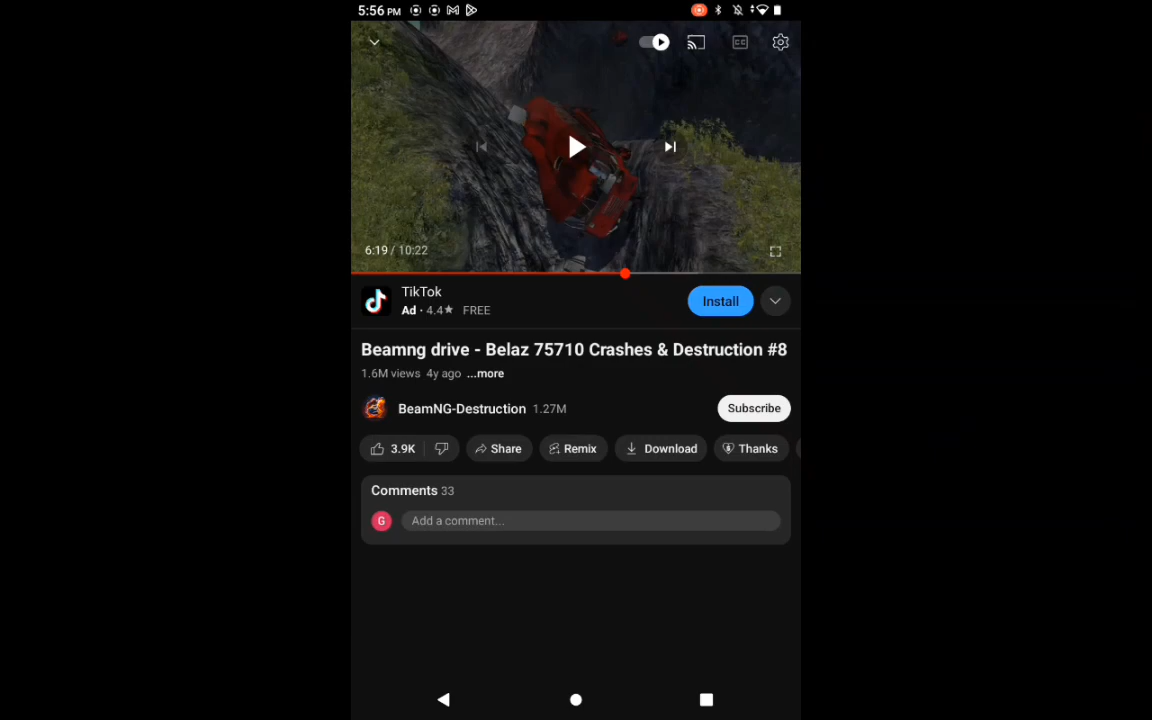 5:56 PM
6:19 / 10:22
TikTok
Ad · 4.4★ FREE
Install
Beamng drive - Belaz 75710 Crashes & Destruction #8
1.6M views 4y ago ...more
BeamNG-Destruction 1.27M
Subscribe
3.9K Share Remix Download Thanks
Comments 33
G Add a comment...